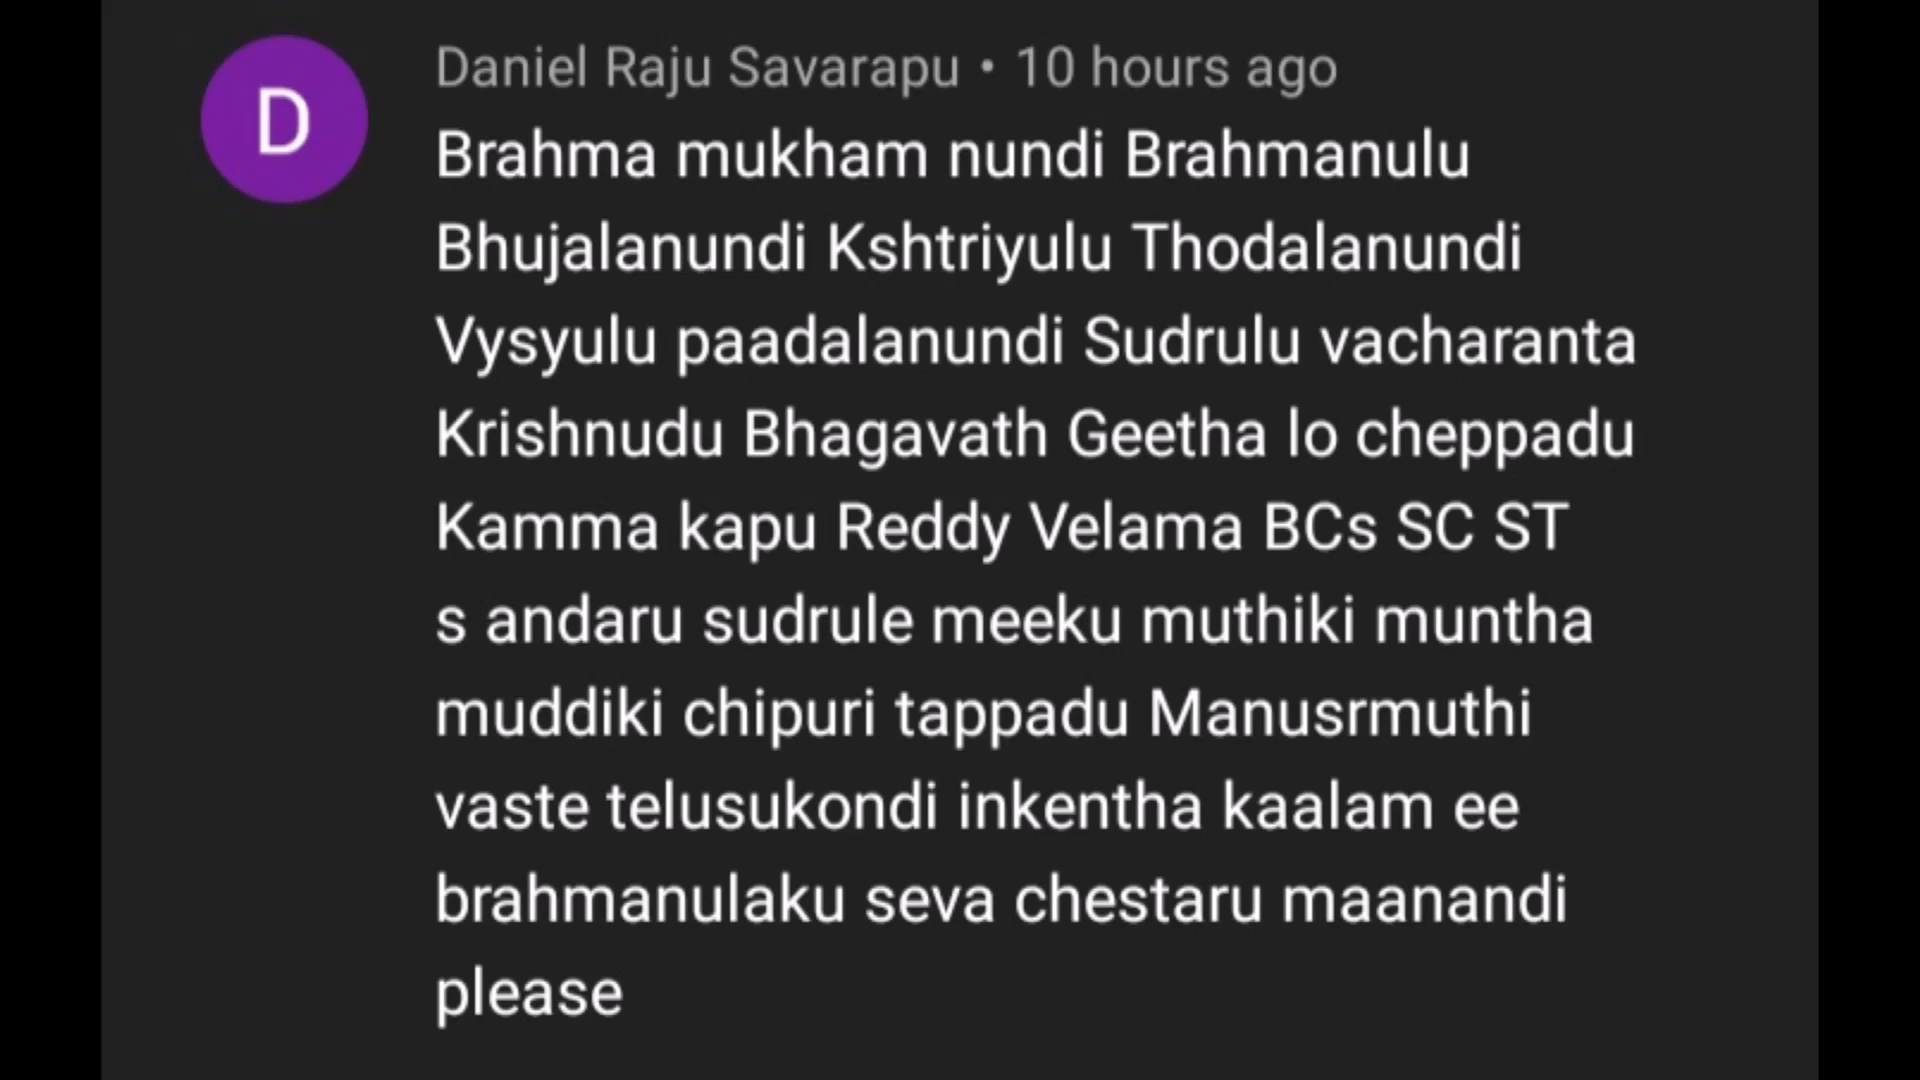 D
Daniel Raju Savarapu • 10 hours ago
Brahma mukham nundi Brahmanulu
Bhujalanundi Kshtriyulu Thodalanundi
Vysyulu paadalanundi Sudrulu vacharanta
Krishnudu Bhagavath Geetha lo cheppadu
Kamma kapu Reddy Velama BCs SC ST
s andaru sudrule meeku muthiki muntha
muddiki chipuri tappadu Manusrmuthi
vaste telusukondi inkentha kaalam ee
brahmanulaku seva chestaru maanandi
please